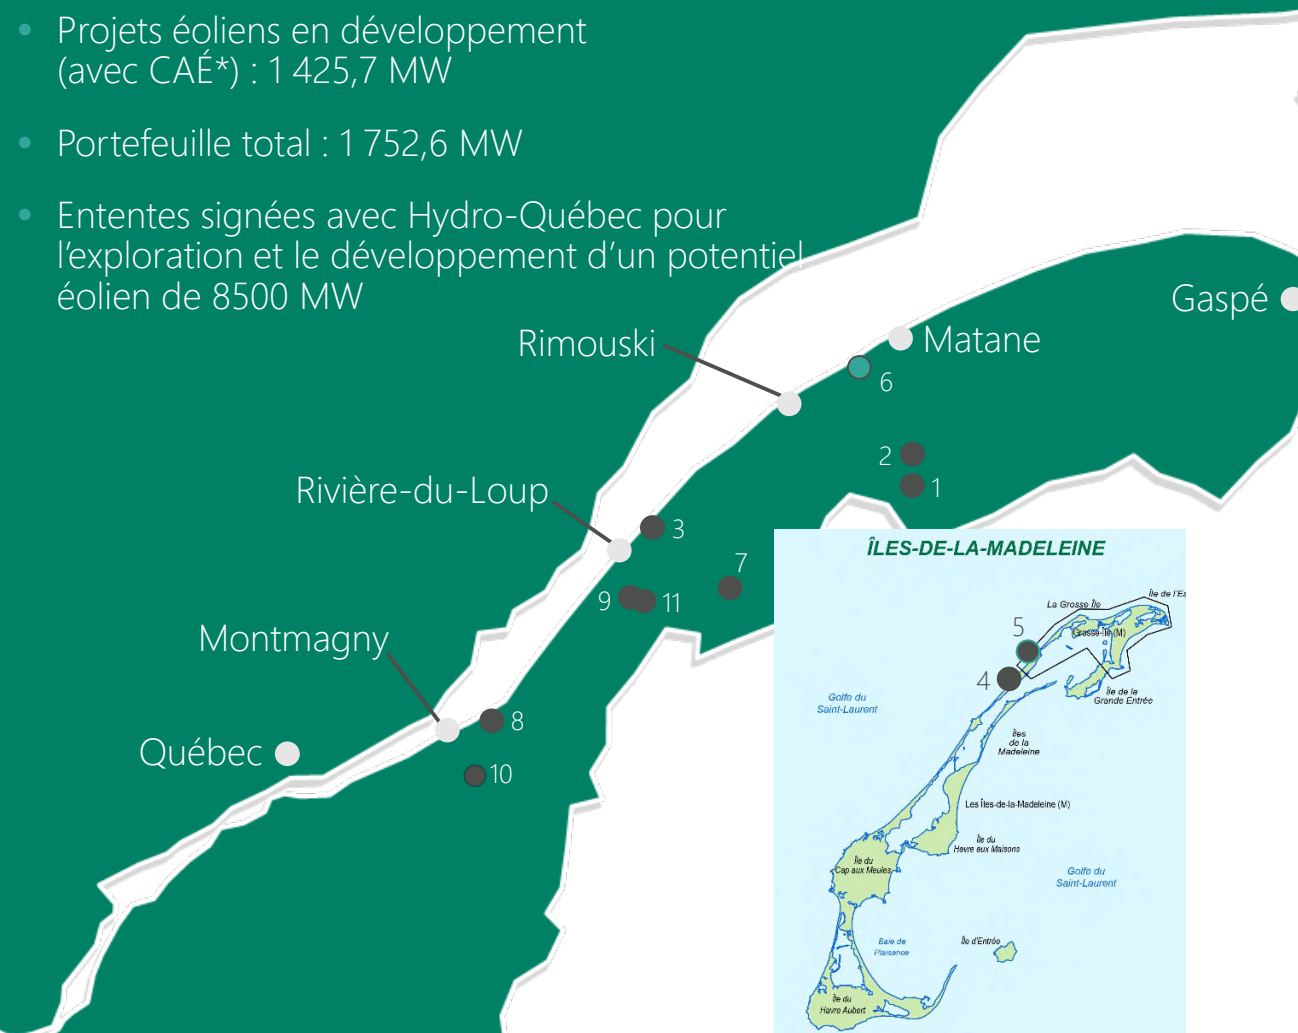 Projets éoliens en développement
(avec CAÉ*) : 1 425,7 MW
Portefeuille total : 1 752,6 MW
Ententes signées avec Hydro-Québec pour
l'exploration et le développement d'un potentiel
éolien de 8500 MW
Gaspé
Rimouski
Matane
6
2
1
Rivière-du-Loup
3
7
9
11
Montmagny
8
Québec
10
ÎLES-DE-LA-MADELEINE
Île de l'Es
La Grosse Île
5
Grosse-Île (M)
4
Île de la
Grande Entrée
Golfe du
Saint-Laurent
Îles
de la
Madeleine
Les Îles-de-la-Madeleine (M)
Île du
Havre aux Maisons
Île du
Cap aux Meules
Golfe du
Saint-Laurent
Baie de
Plaisance
Île d'Entrée
Île du
Havre Aubert